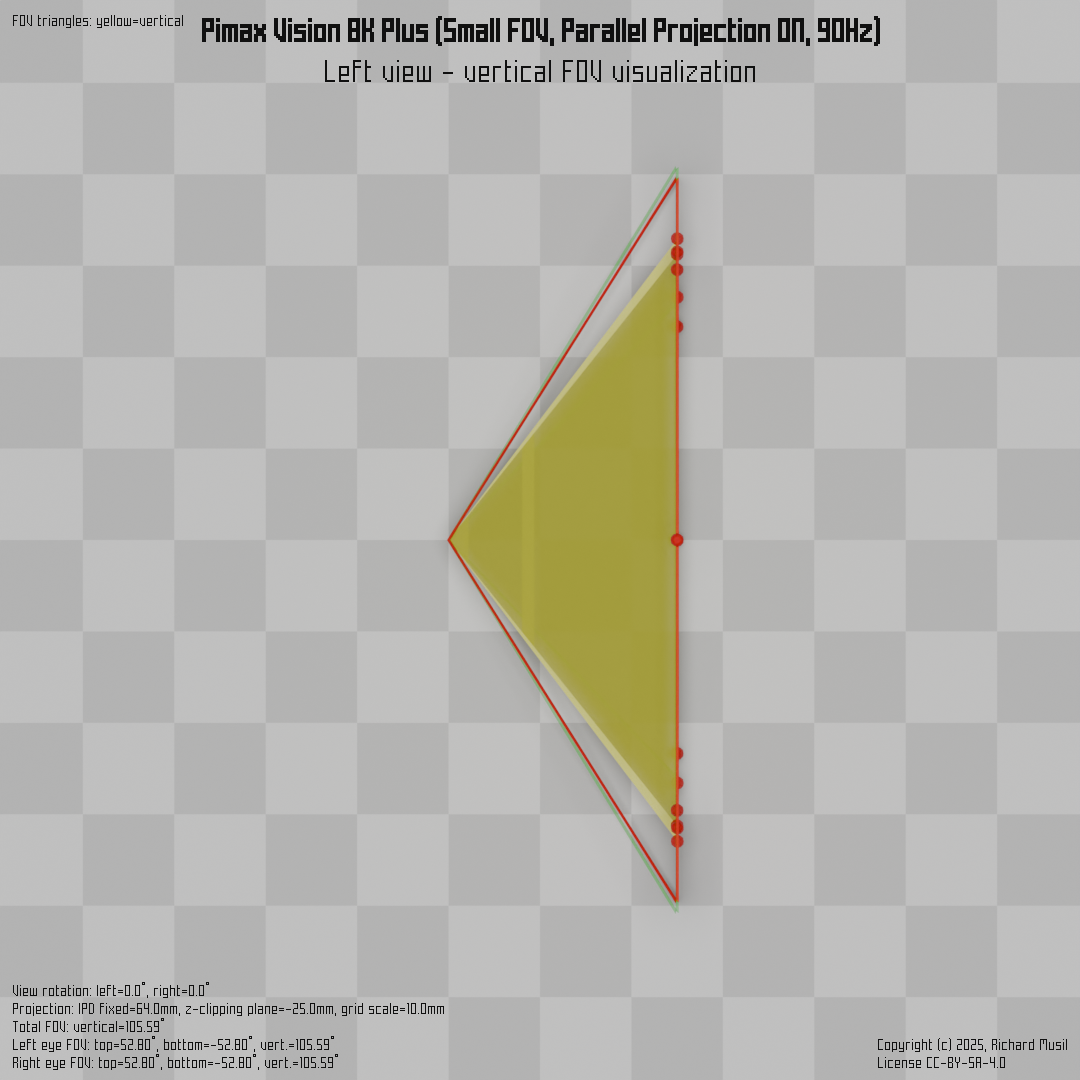 FOV triangles: yellow=vertical
Pimax Vision 8K Plus (Small FOV, Parallel Projection ON, 90Hz)
Left view - vertical FOV visualization
View rotation: left=0.0°, right=0.0°
Projection: IPD fixed=64.0mm, z-clipping plane=-25.0mm, grid scale=10.0mm
Total FOV: vertical=105.59°
Left eye FOV: top=52.80°, bottom=-52.80°, vert.=105.59°
Right eye FOV: top=52.80°, bottom=-52.80°, vert.=105.59°
Copyright (c) 2025, Richard Musil
License CC-BY-SA-4.0